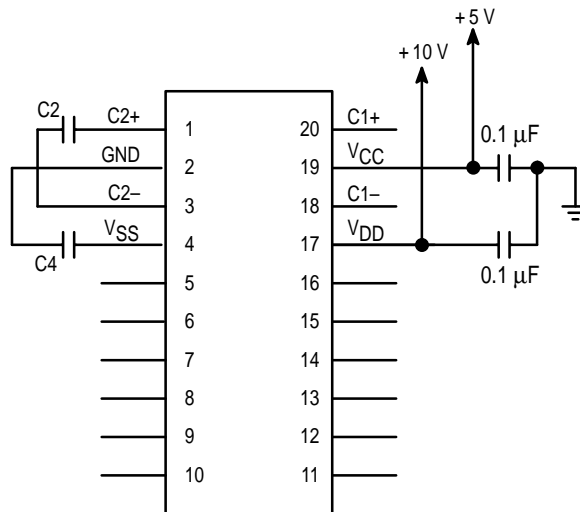 + 5 V
+ 10 V
C2 C2+ 1 20 C1+ 0.1 μF
GND 2 19 VCC
C2– 3 18 C1–
VSS 4 17 VDD
C4 0.1 μF
5 16
6 15
7 14
8 13
9 12
10 11